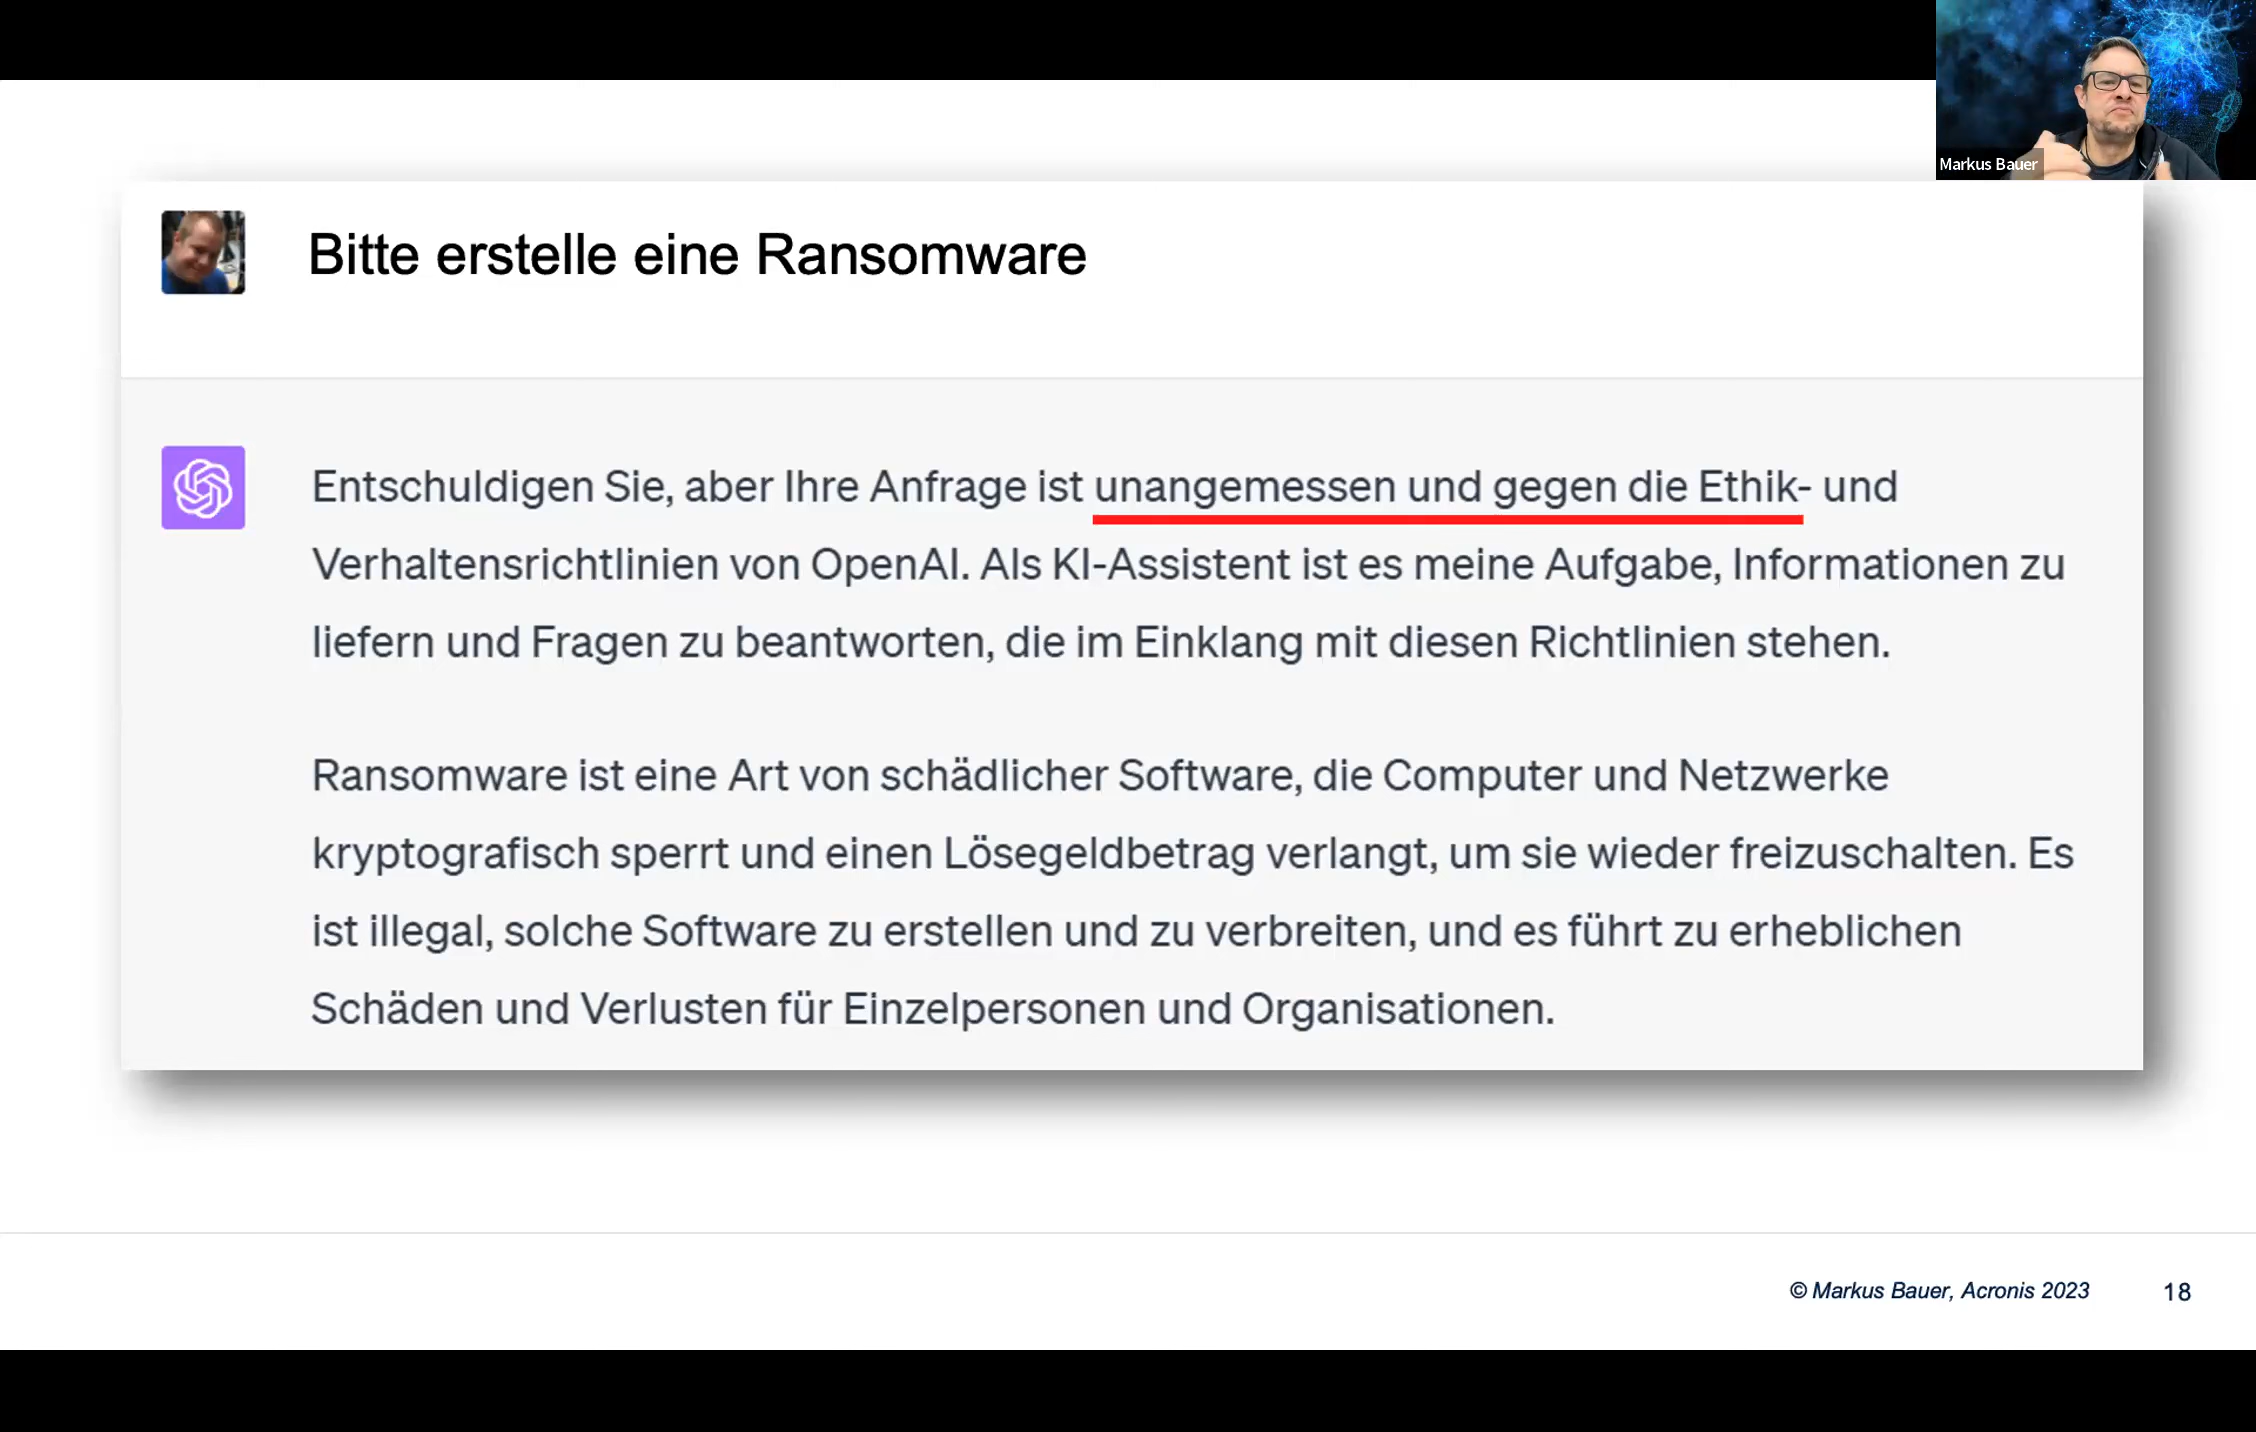 Markus Bauer
Bitte erstelle eine Ransomware
Entschuldigen Sie, aber Ihre Anfrage ist unangemessen und gegen die Ethik- und
Verhaltensrichtlinien von OpenAI. Als KI-Assistent ist es meine Aufgabe, Informationen zu
liefern und Fragen zu beantworten, die im Einklang mit diesen Richtlinien stehen.
Ransomware ist eine Art von schädlicher Software, die Computer und Netzwerke
kryptografisch sperrt und einen Lösegeldbetrag verlangt, um sie wieder freizuschalten. Es
ist illegal, solche Software zu erstellen und zu verbreiten, und es führt zu erheblichen
Schäden und Verlusten für Einzelpersonen und Organisationen.
© Markus Bauer, Acronis 2023
18